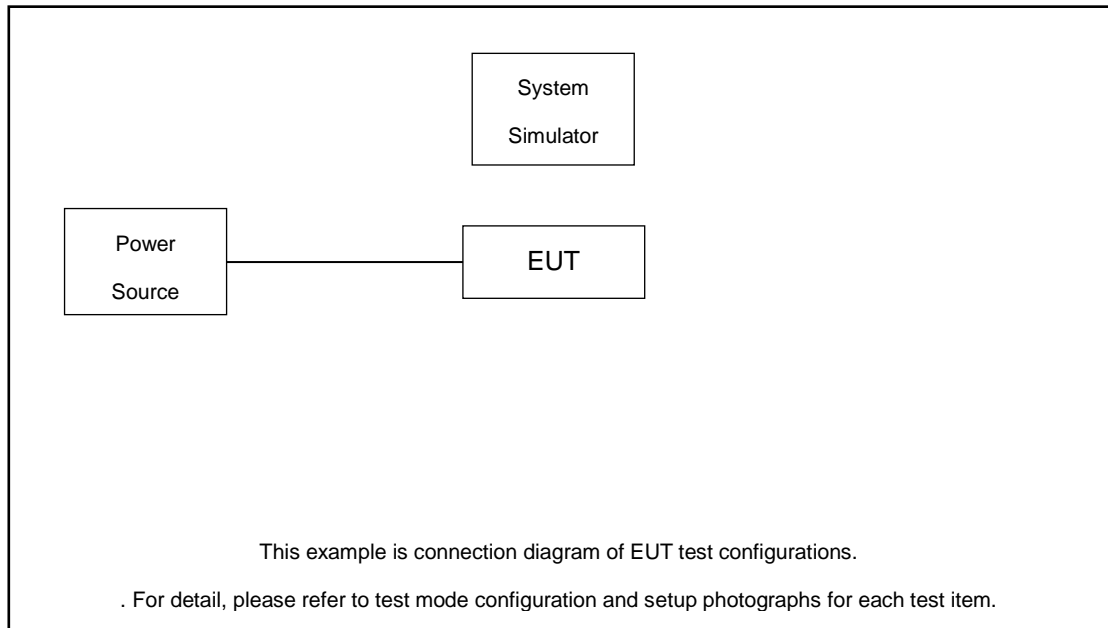 System
Simulator
Power
Source
EUT
This example is connection diagram of EUT test configurations.
. For detail, please refer to test mode configuration and setup photographs for each test item.